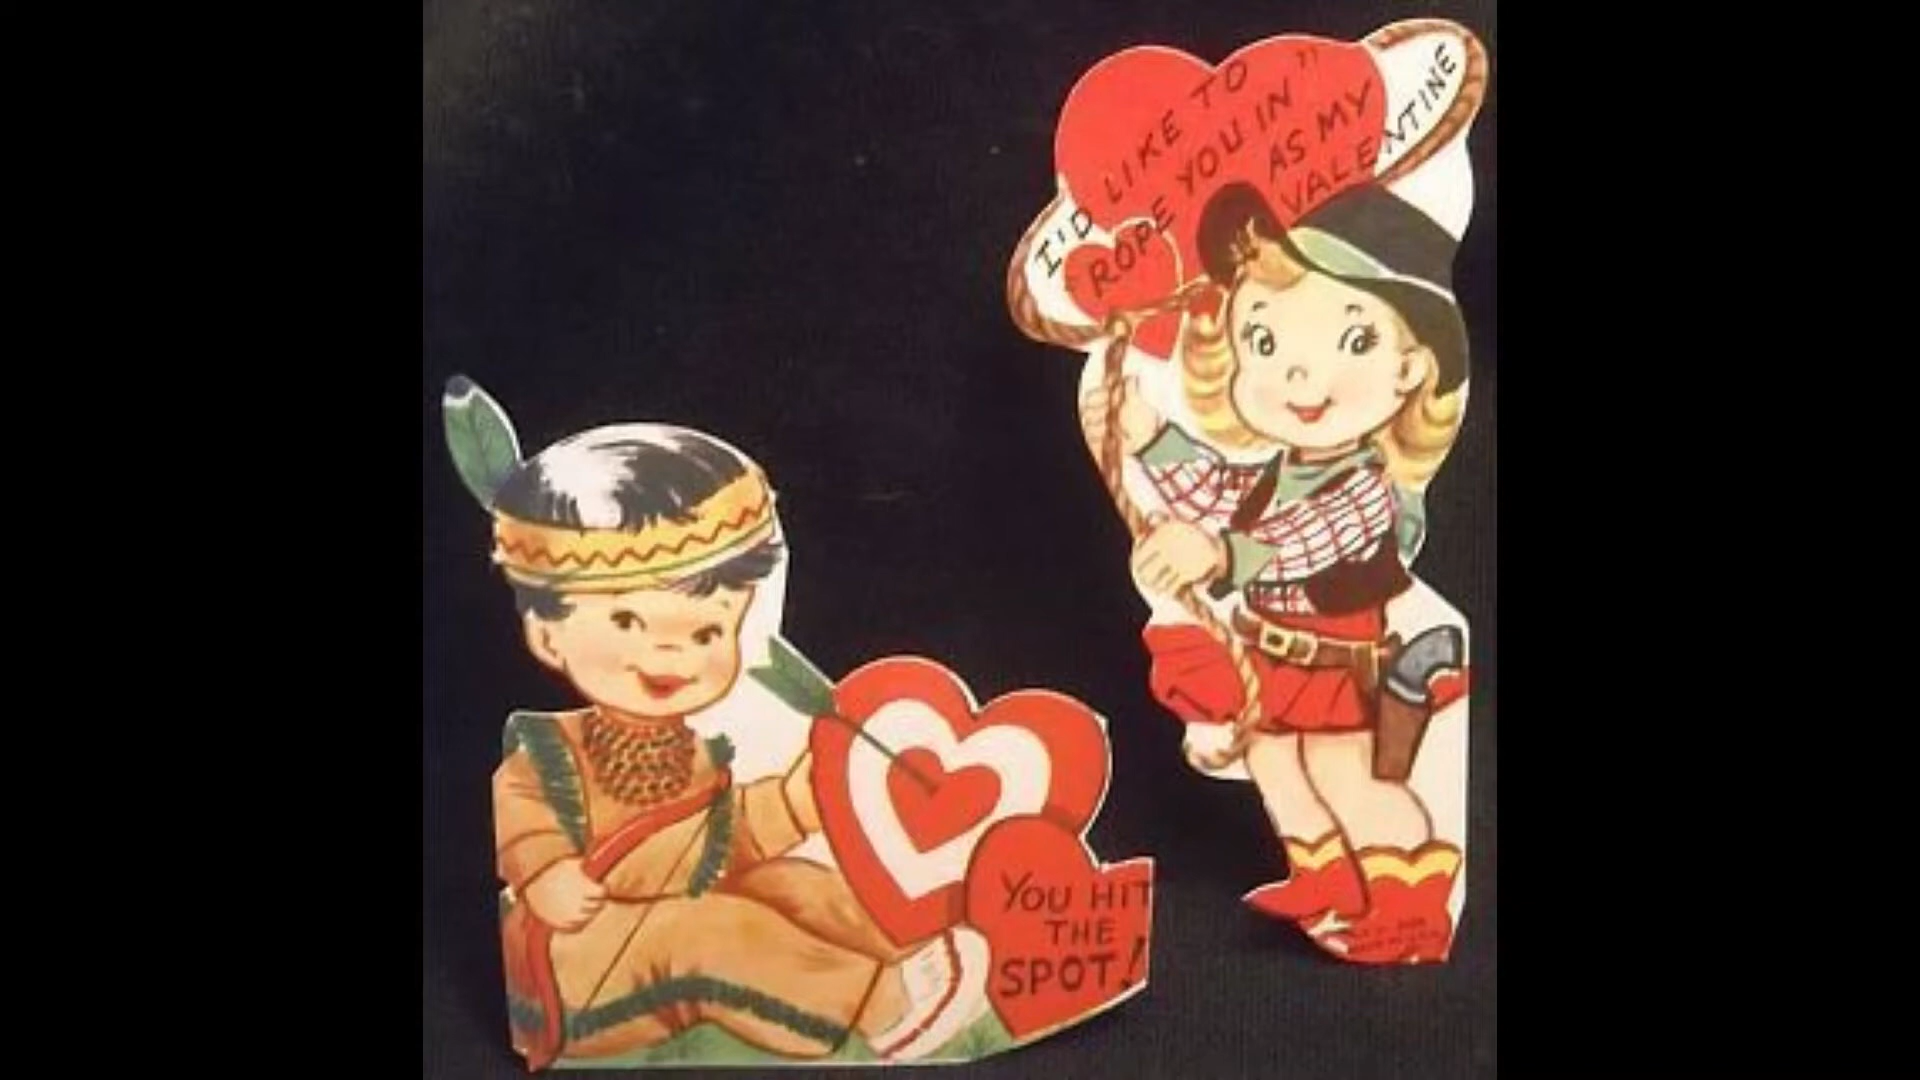 I'D LIKE TO
"ROPE YOU IN"
AS MY
VALENTINE
YOU HIT
THE
SPOT!